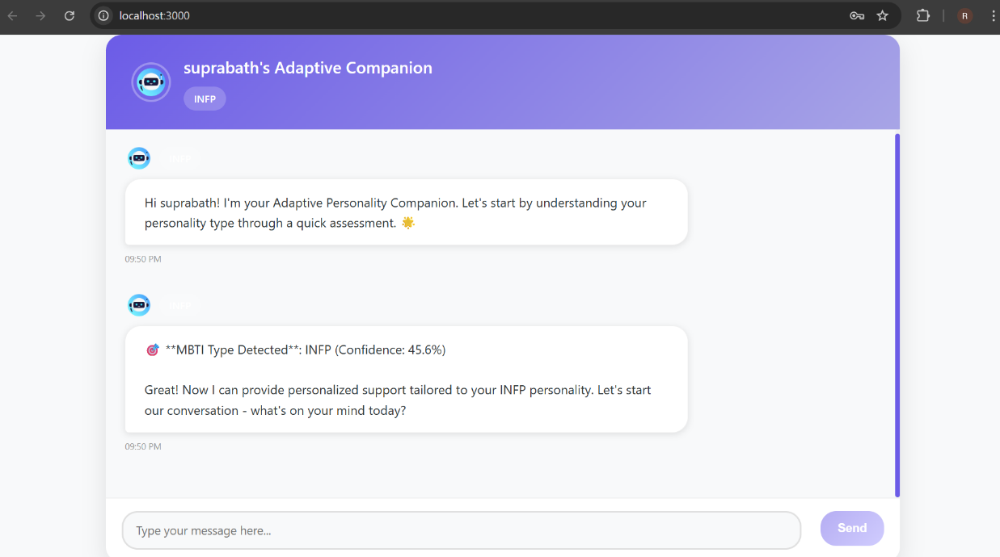 localhost:3000
R
suprabath's Adaptive Companion
INFP
Hi suprabath! I'm your Adaptive Personality Companion. Let's start by understanding your
personality type through a quick assessment. 🌟
09:50 PM
🎯 **MBTI Type Detected**: INFP (Confidence: 45.6%)
Great! Now I can provide personalized support tailored to your INFP personality. Let's start
our conversation - what's on your mind today?
09:50 PM
Type your message here...
Send